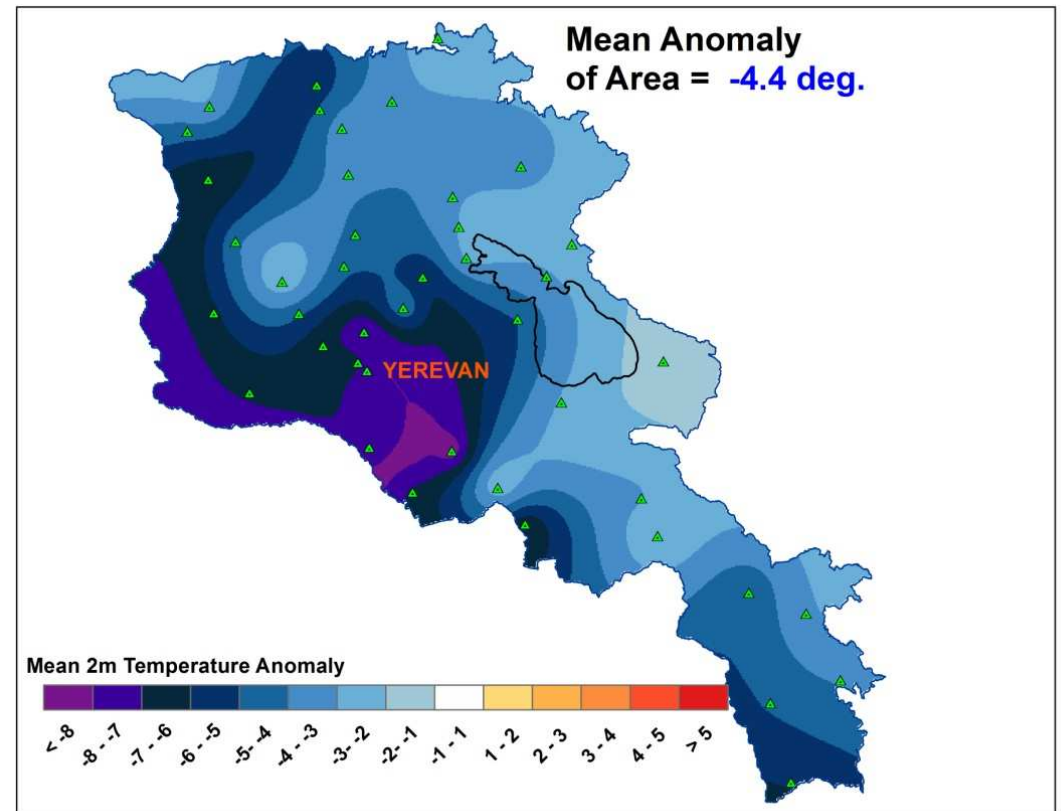 Mean Anomaly
of Area = -4.4 deg.
YEREVAN
Mean 2m Temperature Anomaly
< -8
-8 - -7
-7 - -6
-6 - -5
-5 - -4
-4 - -3
-3 - -2
-2 - -1
-1 - 1
1 - 2
2 - 3
3 - 4
4 - 5
> 5